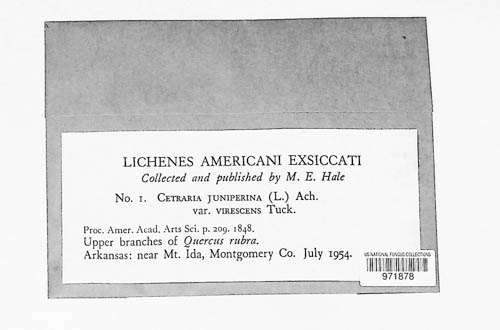 LICHENES AMERICANI EXSICCATI
Collected and published by M. E. Hale
No. 1. CETRARIA JUNIPERINA (L.) Ach.
var. VIRESCENS Tuck.
Proc. Amer. Acad. Arts Sci. p. 209. 1848.
Upper branches of Quercus rubra.
Arkansas: near Mt. Ida, Montgomery Co. July 1954.
US NATIONAL FUNGUS COLLECTIONS
971878